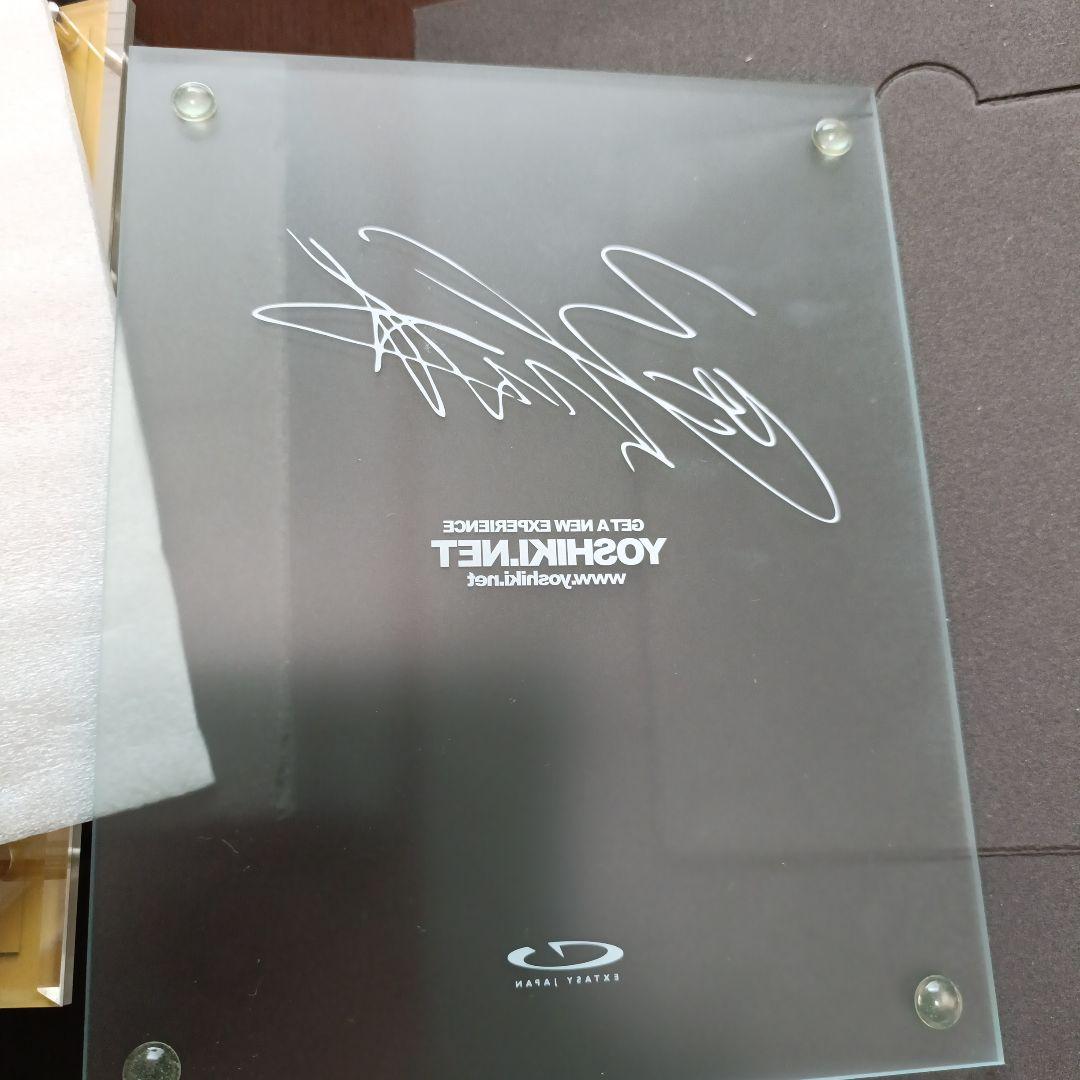 GET A NEW EXPERIENCE
YOSHIKI.NET
www.yoshiki.net
EXTASY JAPAN